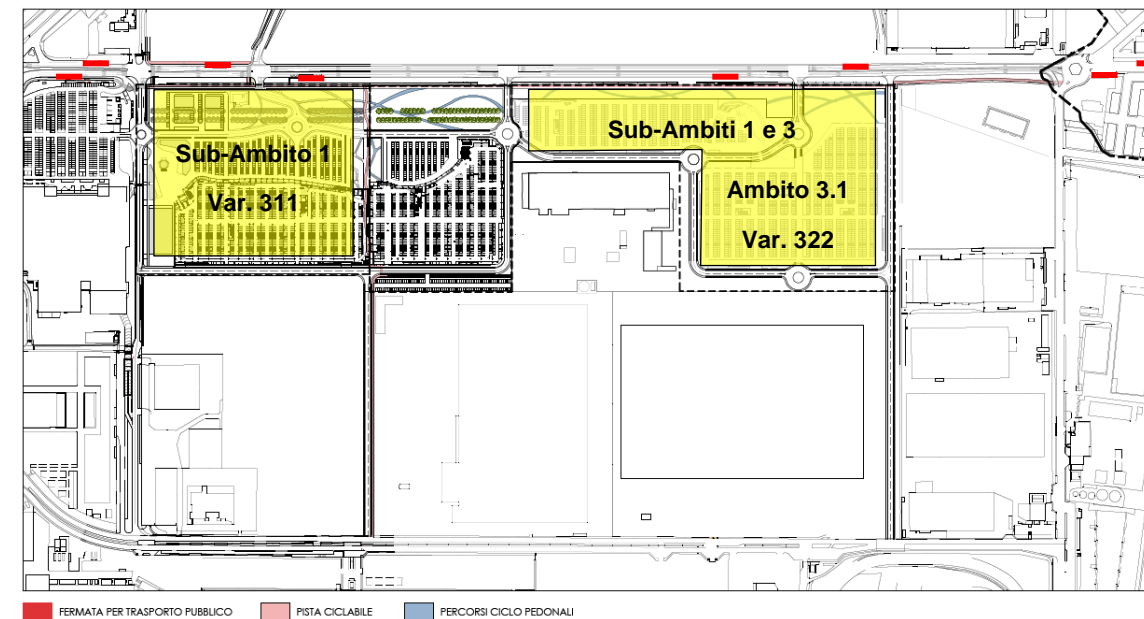 Sub-Ambito 1
Var. 311
Sub-Ambiti 1 e 3
Ambito 3.1
Var. 322
FERMATA PER TRASPORTO PUBBLICO
PISTA CICLABILE
PERCORSI CICLO PEDONALI